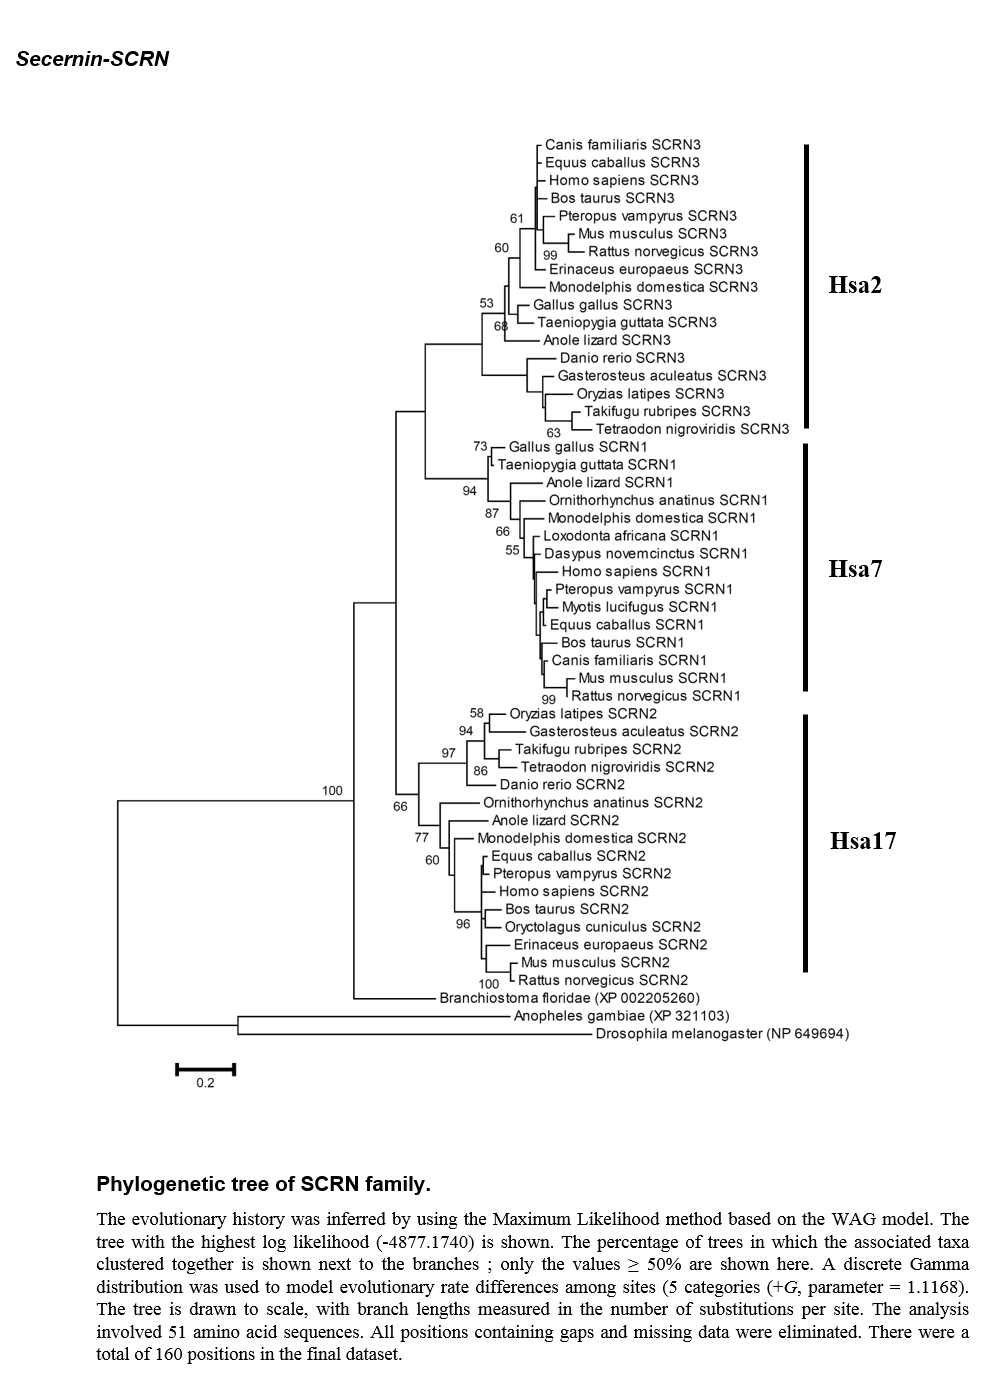 Secernin-SCRN
Canis familiaris SCRN3
Equus caballus SCRN3
Homo sapiens SCRN3
Bos taurus SCRN3
61
Pteropus vampyrus SCRN3
Mus musculus SCRN3
60
Rattus norvegicus SCRN3
99
Erinaceus europaeus SCRN3
Monodelphis domestica SCRN3
Hsa2
53
Gallus gallus SCRN3
Taeniopygia guttata SCRN3
68
Anole lizard SCRN3
Danio rerio SCRN3
Gasterosteus aculeatus SCRN3
Oryzias latipes SCRN3
Takifugu rubripes SCRN3
Tetraodon nigroviridis SCRN3
63
73
Gallus gallus SCRN1
Taeniopygia guttata SCRN1
Anole lizard SCRN1
94
Ornithorhynchus anatinus SCRN1
87
Monodelphis domestica SCRN1
66
Loxodonta africana SCRN1
55
Dasypus novemcinctus SCRN1
Homo sapiens SCRN1
Hsa7
Pteropus vampyrus SCRN1
Myotis lucifugus SCRN1
Equus caballus SCRN1
Bos taurus SCRN1
Canis familiaris SCRN1
Mus musculus SCRN1
Rattus norvegicus SCRN1
99
58
Oryzias latipes SCRN2
94
Gasterosteus aculeatus SCRN2
97
Takifugu rubripes SCRN2
86
Tetraodon nigroviridis SCRN2
Danio rerio SCRN2
100
66
Ornithorhynchus anatinus SCRN2
Anole lizard SCRN2
77
Monodelphis domestica SCRN2
Hsa17
60
Equus caballus SCRN2
Pteropus vampyrus SCRN2
Homo sapiens SCRN2
Bos taurus SCRN2
96
Oryctolagus cuniculus SCRN2
Erinaceus europaeus SCRN2
Mus musculus SCRN2
Rattus norvegicus SCRN2
100
Branchiostoma floridae (XP 002205260)
Anopheles gambiae (XP 321103)
Drosophila melanogaster (NP 649694)
0.2
Phylogenetic tree of SCRN family.
The evolutionary history was inferred by using the Maximum Likelihood method based on the WAG model. The
tree with the highest log likelihood (-4877.1740) is shown. The percentage of trees in which the associated taxa
clustered together is shown next to the branches ; only the values ≥ 50% are shown here. A discrete Gamma
distribution was used to model evolutionary rate differences among sites (5 categories (+G, parameter = 1.1168).
The tree is drawn to scale, with branch lengths measured in the number of substitutions per site. The analysis
involved 51 amino acid sequences. All positions containing gaps and missing data were eliminated. There were a
total of 160 positions in the final dataset.